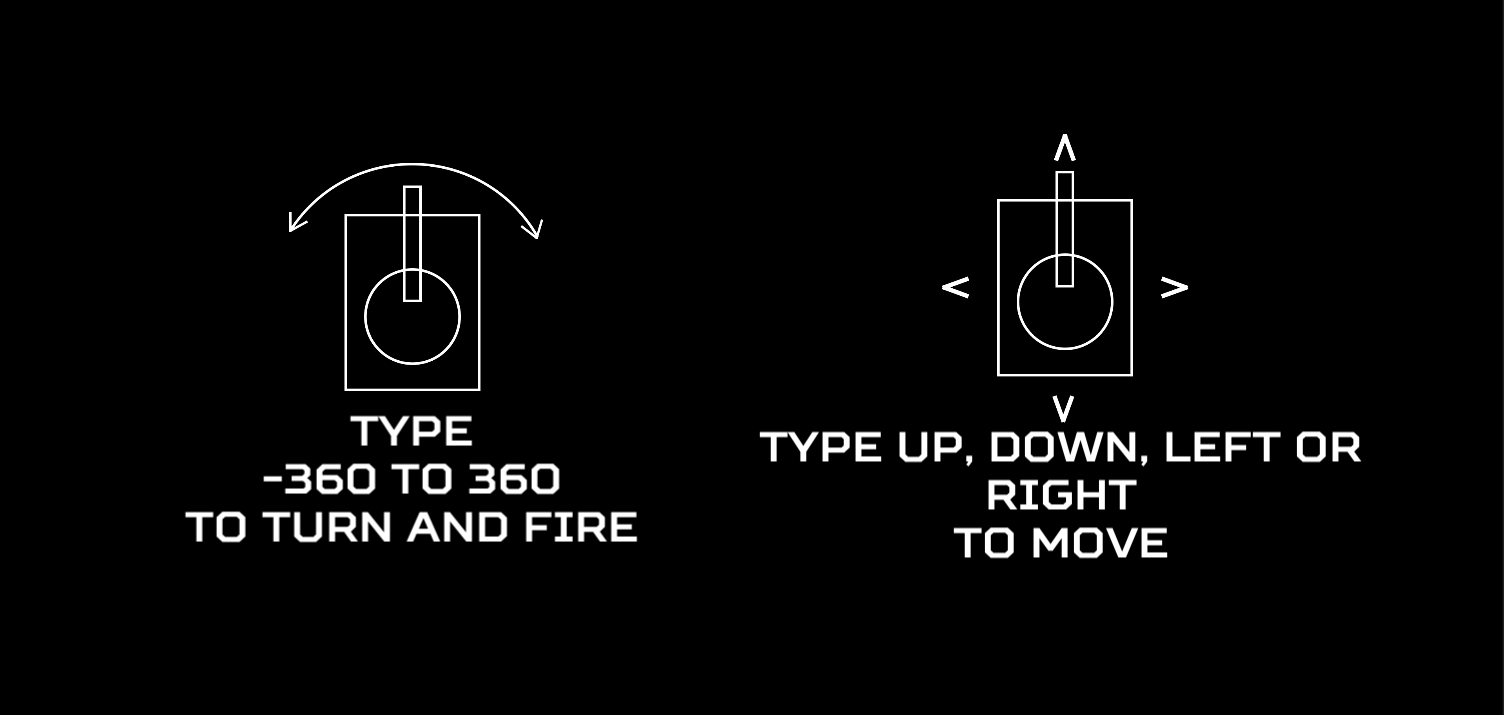 TYPE
-360 TO 360
TO TURN AND FIRE
TYPE UP, DOWN, LEFT OR
RIGHT
TO MOVE